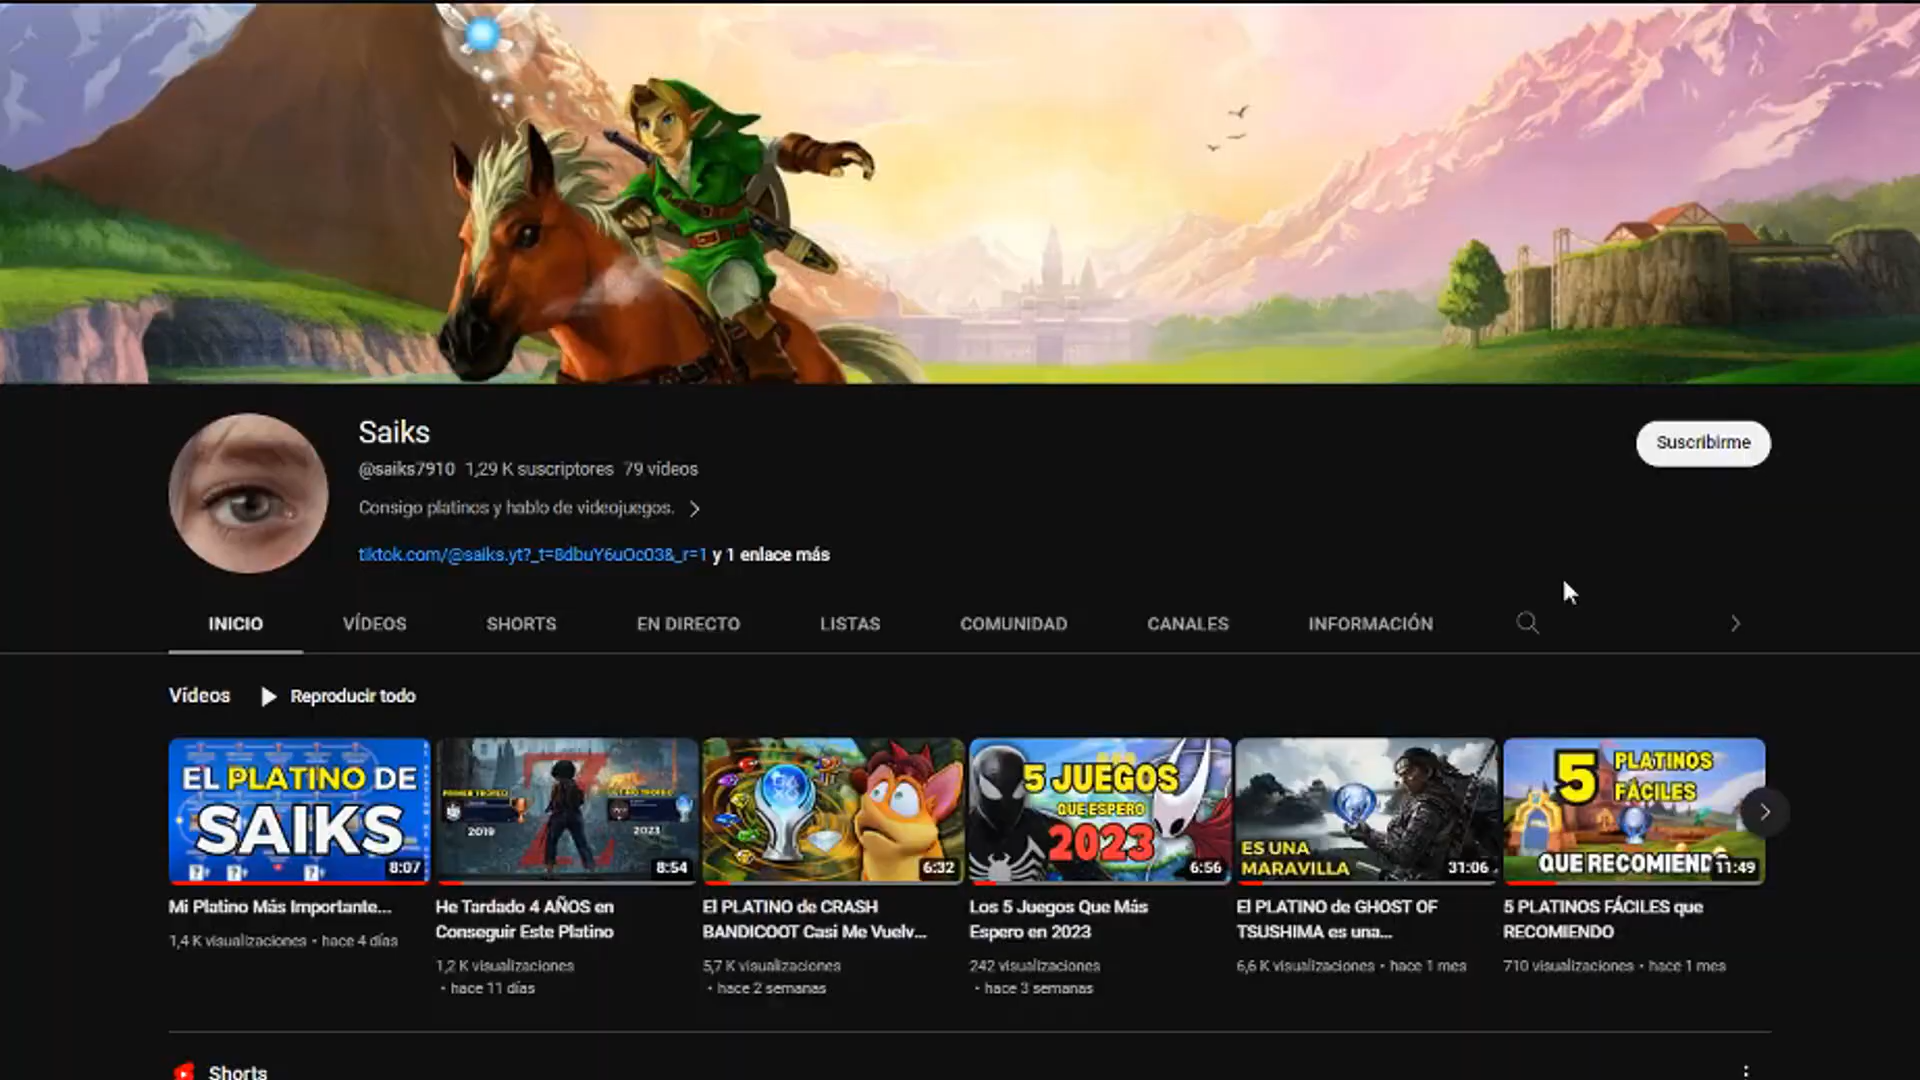 Saiks
Suscribirme
@saiks7910 1,29 K suscriptores 79 vídeos
Consigo platinos y hablo de videojuegos.
tiktok.com/@saiks.yt?_t=8dbuY6uOc03&_r=1 y 1 enlace más
INICIO VÍDEOS SHORTS EN DIRECTO LISTAS COMUNIDAD CANALES INFORMACIÓN
Vídeos Reproducir todo
EL PLATINO DE
SAIKS
8:07
PRIMER TROFEO
2019
2023
8:54
6:32
5 JUEGOS
QUE ESPERO
2023
6:56
ES UNA
MARAVILLA
31:06
5 PLATINOS
FÁCILES
QUE RECOMIEND
11:49
Mi Platino Más Importante...
1,4 K visualizaciones • hace 4 días
He Tardado 4 AÑOS en
Conseguir Este Platino
1,2 K visualizaciones
• hace 11 días
El PLATINO de CRASH
BANDICOOT Casi Me Vuelv...
5,7 K visualizaciones
• hace 2 semanas
Los 5 Juegos Que Más
Espero en 2023
242 visualizaciones
• hace 3 semanas
El PLATINO de GHOST OF
TSUSHIMA es una...
6,6 K visualizaciones • hace 1 mes
5 PLATINOS FÁCILES que
RECOMIENDO
710 visualizaciones • hace 1 mes
Shorts